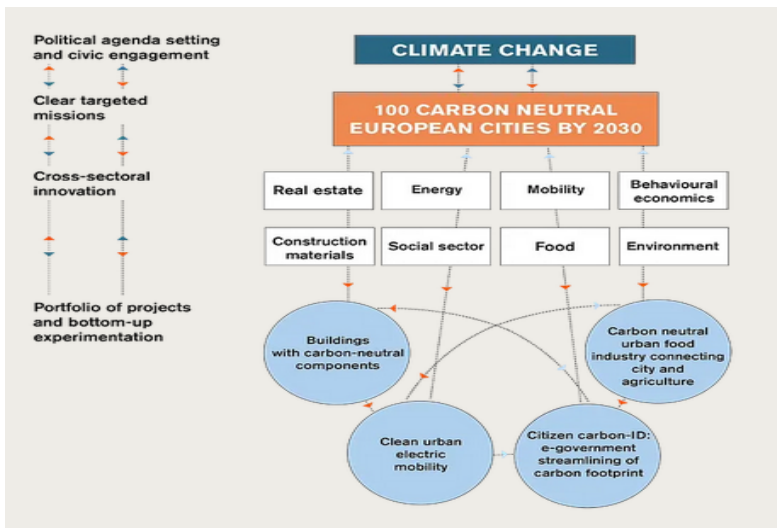 Political agenda setting
and civic engagement
Clear targeted
missions
Cross-sectoral
innovation
Portfolio of projects
and bottom-up
experimentation
CLIMATE CHANGE
100 CARBON NEUTRAL
EUROPEAN CITIES BY 2030
Real estate
Energy
Mobility
Behavioural
economics
Construction
materials
Social sector
Food
Environment
Buildings
with carbon-neutral
components
Carbon neutral
urban food
industry connecting
city and
agriculture
Clean urban
electric
mobility
Citizen carbon-ID:
e-government
streamlining of
carbon footprint